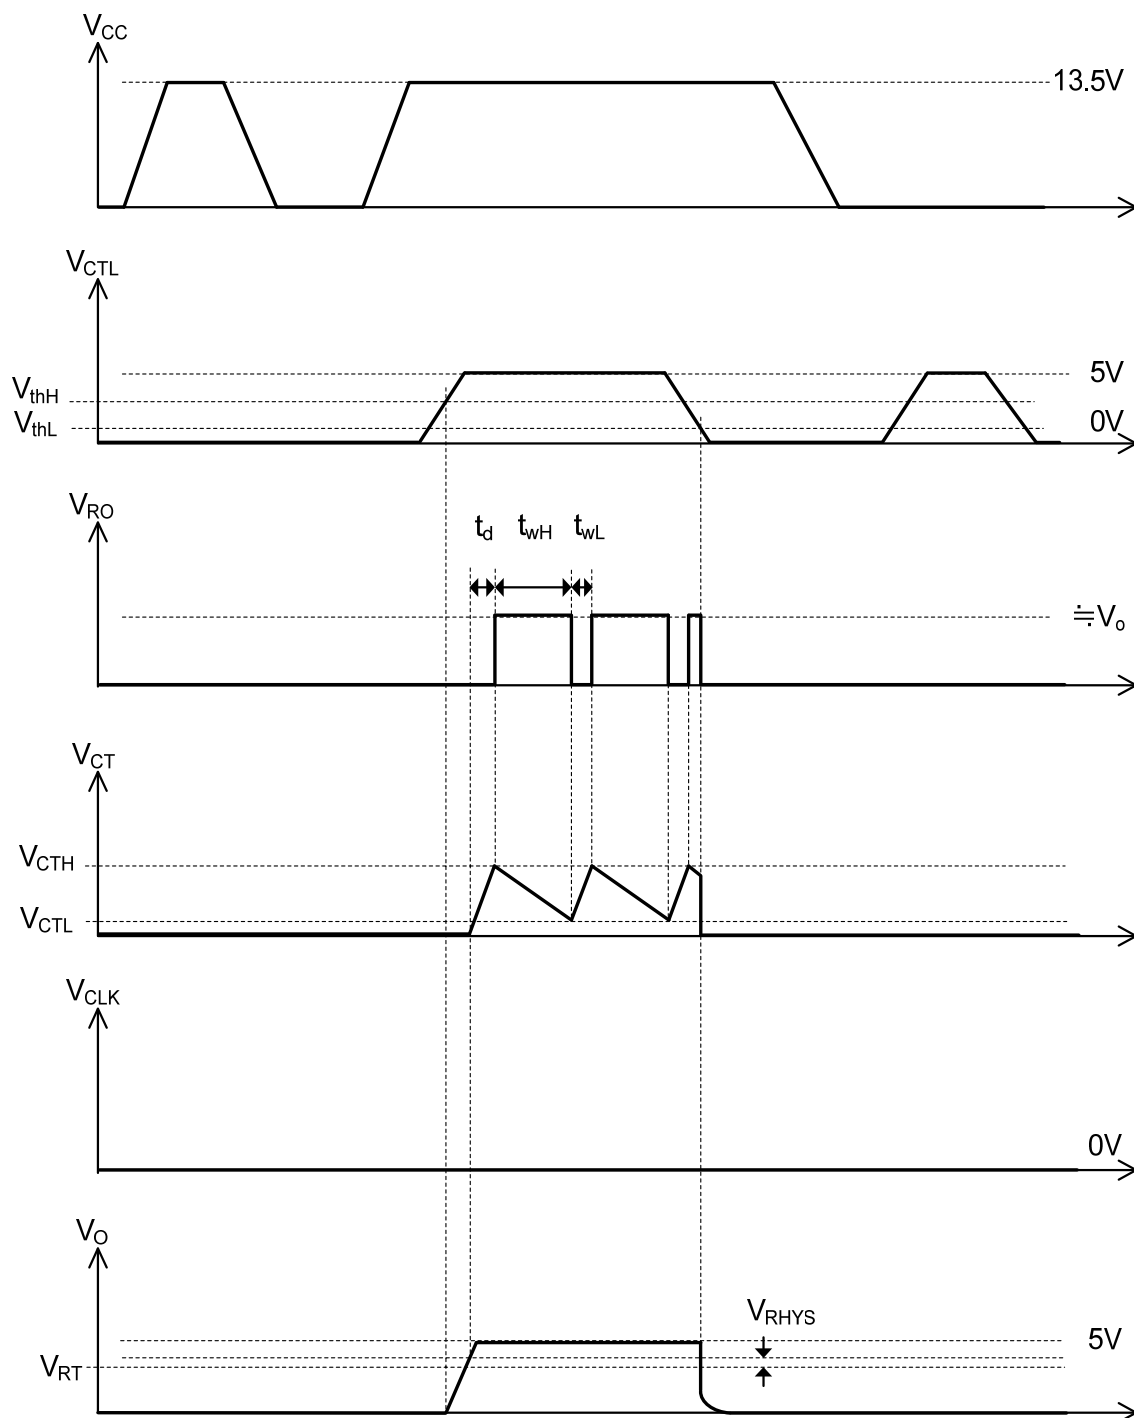 VCC
13.5V
VCTL
VthH
5V
VthL
0V
VRO
td
twH
twL
≒Vo
VCT
VCTH
VCTL
VCLK
0V
VO
VRHYS
5V
VRT